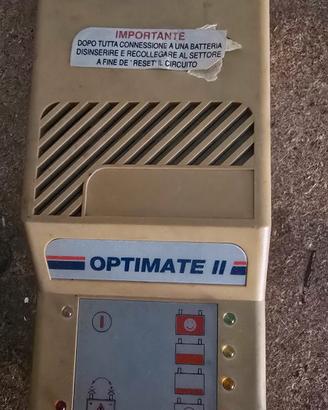 IMPORTANTE
DOPO TUTTA CONNESSIONE A UNA BATTERIA
DISINSERIRE E RECOLLEGARE AL SETTORE
A FINE DE 'RESET' IL CIRCUITO
OPTIMATE II